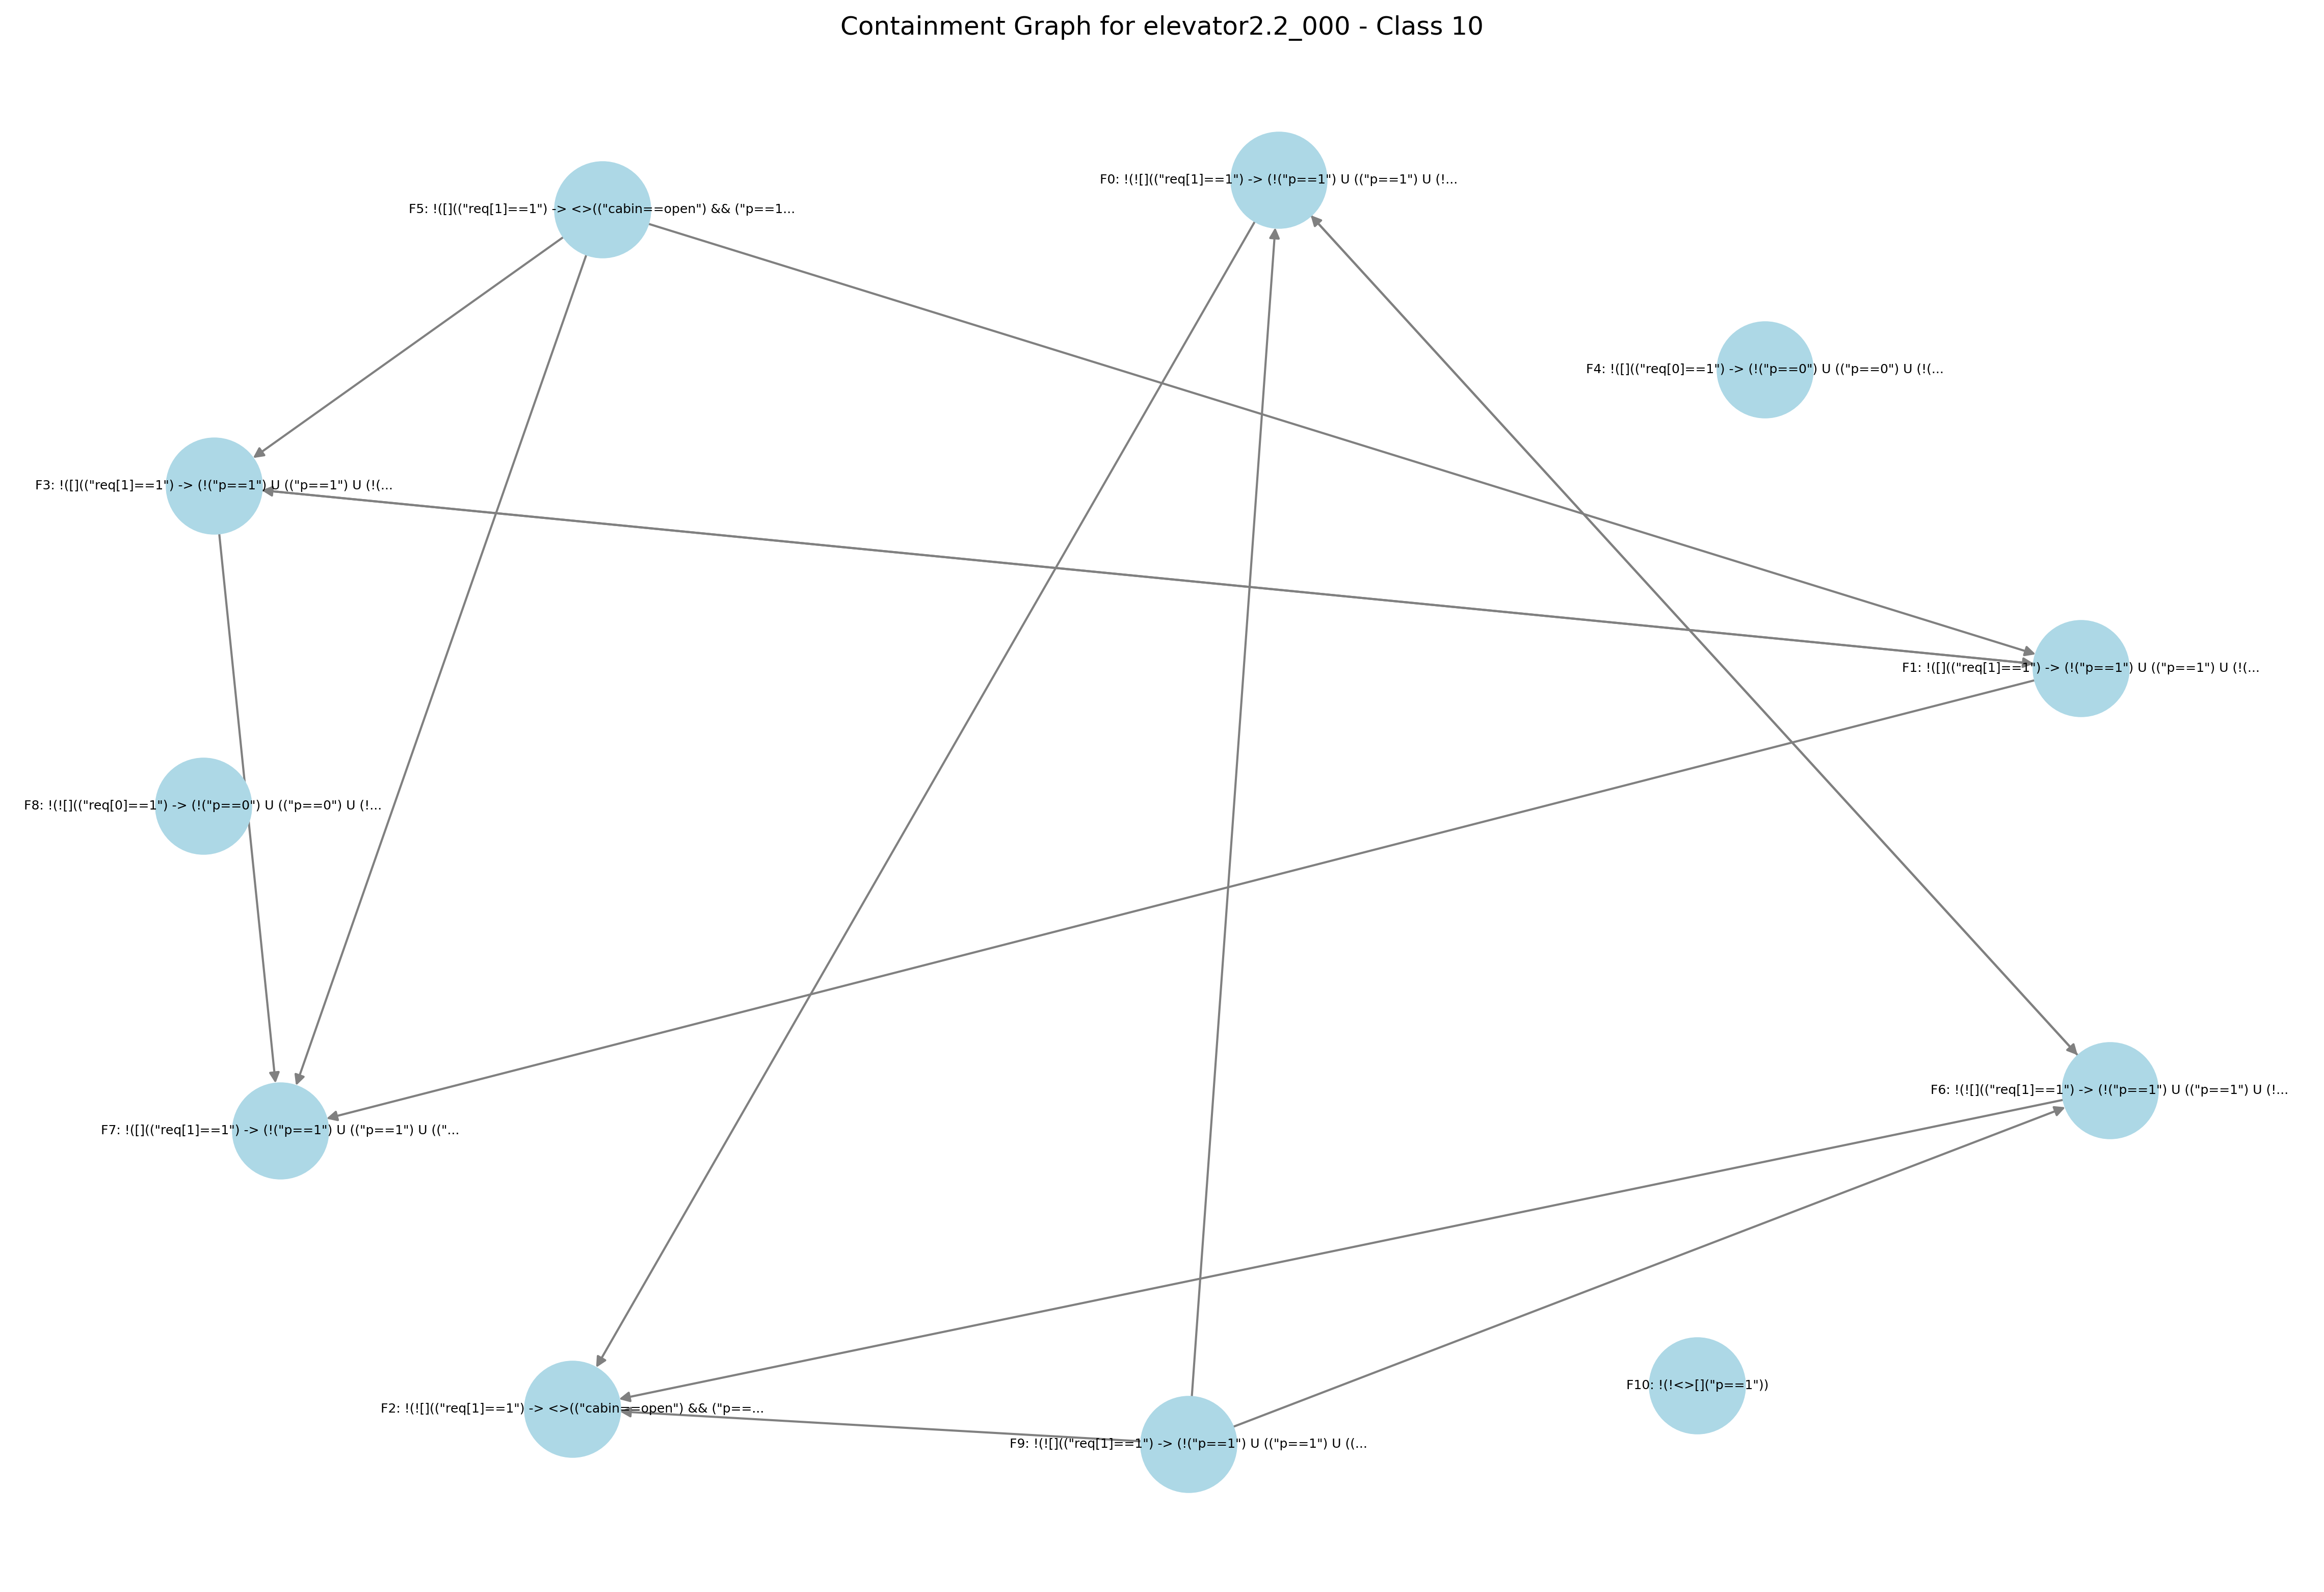 Containment Graph for elevator2.2_000 - Class 10
F0: !(![](("req[1]==1") -> (!("p==1") U (("p==1") U (!...
F5: !([](("req[1]==1") -> <>(("cabin==open") && ("p==1...
F4: !([](("req[0]==1") -> (!("p==0") U (("p==0") U (!(...
F3: !([](("req[1]==1") -> (!("p==1") U (("p==1") U (!(...
F1: !([](("req[1]==1") -> (!("p==1") U (("p==1") U (!(...
F8: !(![](("req[0]==1") -> (!("p==0") U (("p==0") U (!...
F6: !(![](("req[1]==1") -> (!("p==1") U (("p==1") U (!...
F7: !([](("req[1]==1") -> (!("p==1") U (("p==1") U (("...
F10: !(!<>[]("p==1"))
F2: !(![](("req[1]==1") -> <>(("cabin==open") && ("p==...
F9: !(![](("req[1]==1") -> (!("p==1") U (("p==1") U ((...